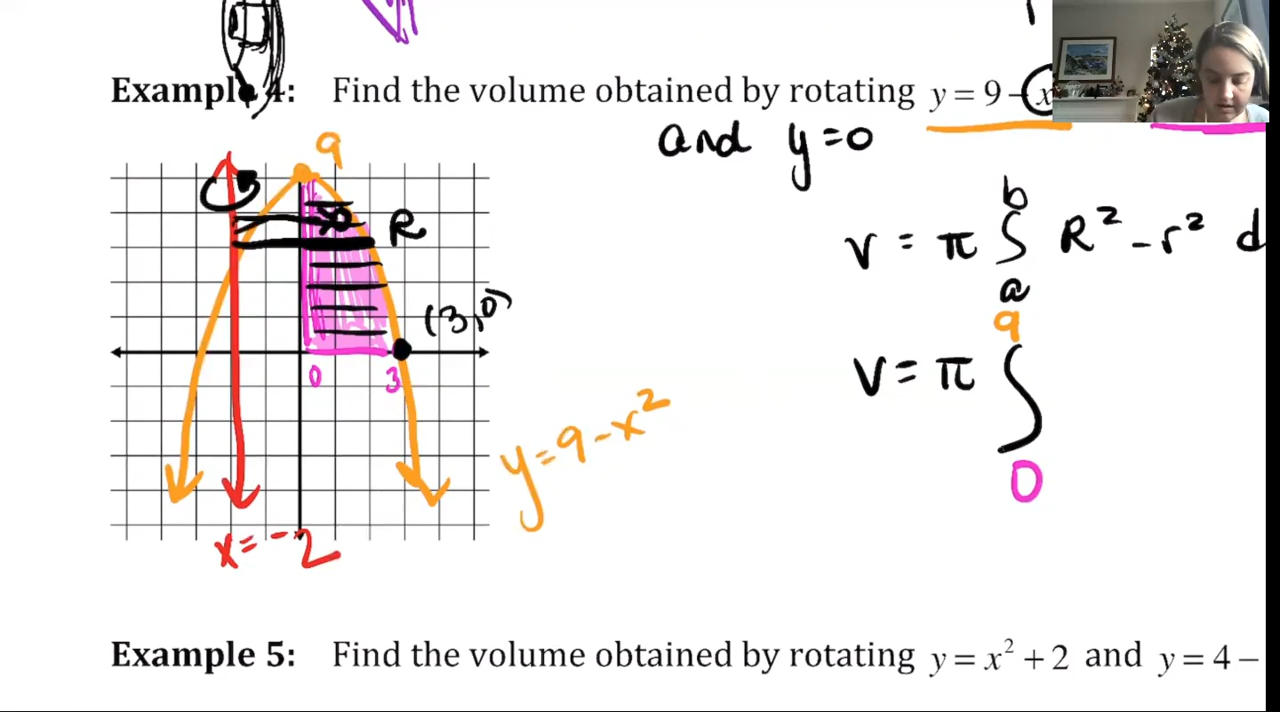 Example 4: Find the volume obtained by rotating y = 9 – x
and y=0
9
R
(3,0)
0 3
y=9-x²
x=-2
b
V = π ∫ R² - r² d
a
9
V = π ∫
0
Example 5: Find the volume obtained by rotating y = x² + 2 and y = 4 –